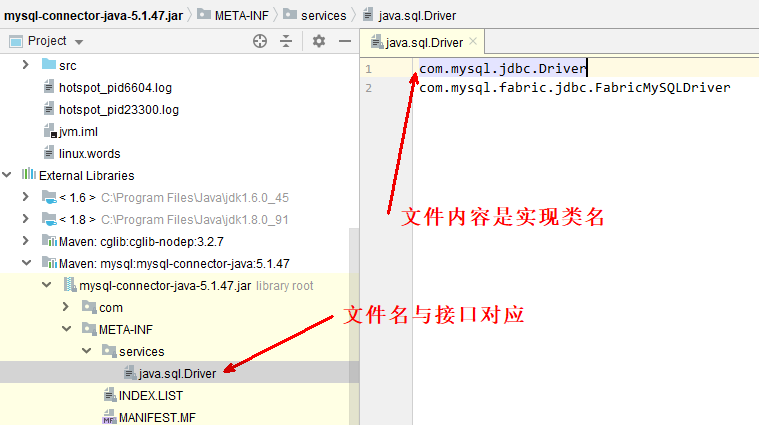 mysql-connector-java-5.1.47.jar META-INF services java.sql.Driver
Project
src
hotspot_pid6604.log
hotspot_pid23300.log
jvm.iml
linux.words
External Libraries
< 1.6 > C:\Program Files\Java\jdk1.6.0_45
< 1.8 > C:\Program Files\Java\jdk1.8.0_91
Maven: cglib:cglib-nodep:3.2.7
Maven: mysql:mysql-connector-java:5.1.47
mysql-connector-java-5.1.47.jar library root
com
META-INF
services
java.sql.Driver
INDEX.LIST
MF MANIFEST.MF
java.sql.Driver
1 com.mysql.jdbc.Driver
2 com.mysql.fabric.jdbc.FabricMySQLDriver
文件内容是实现类名
文件名与接口对应